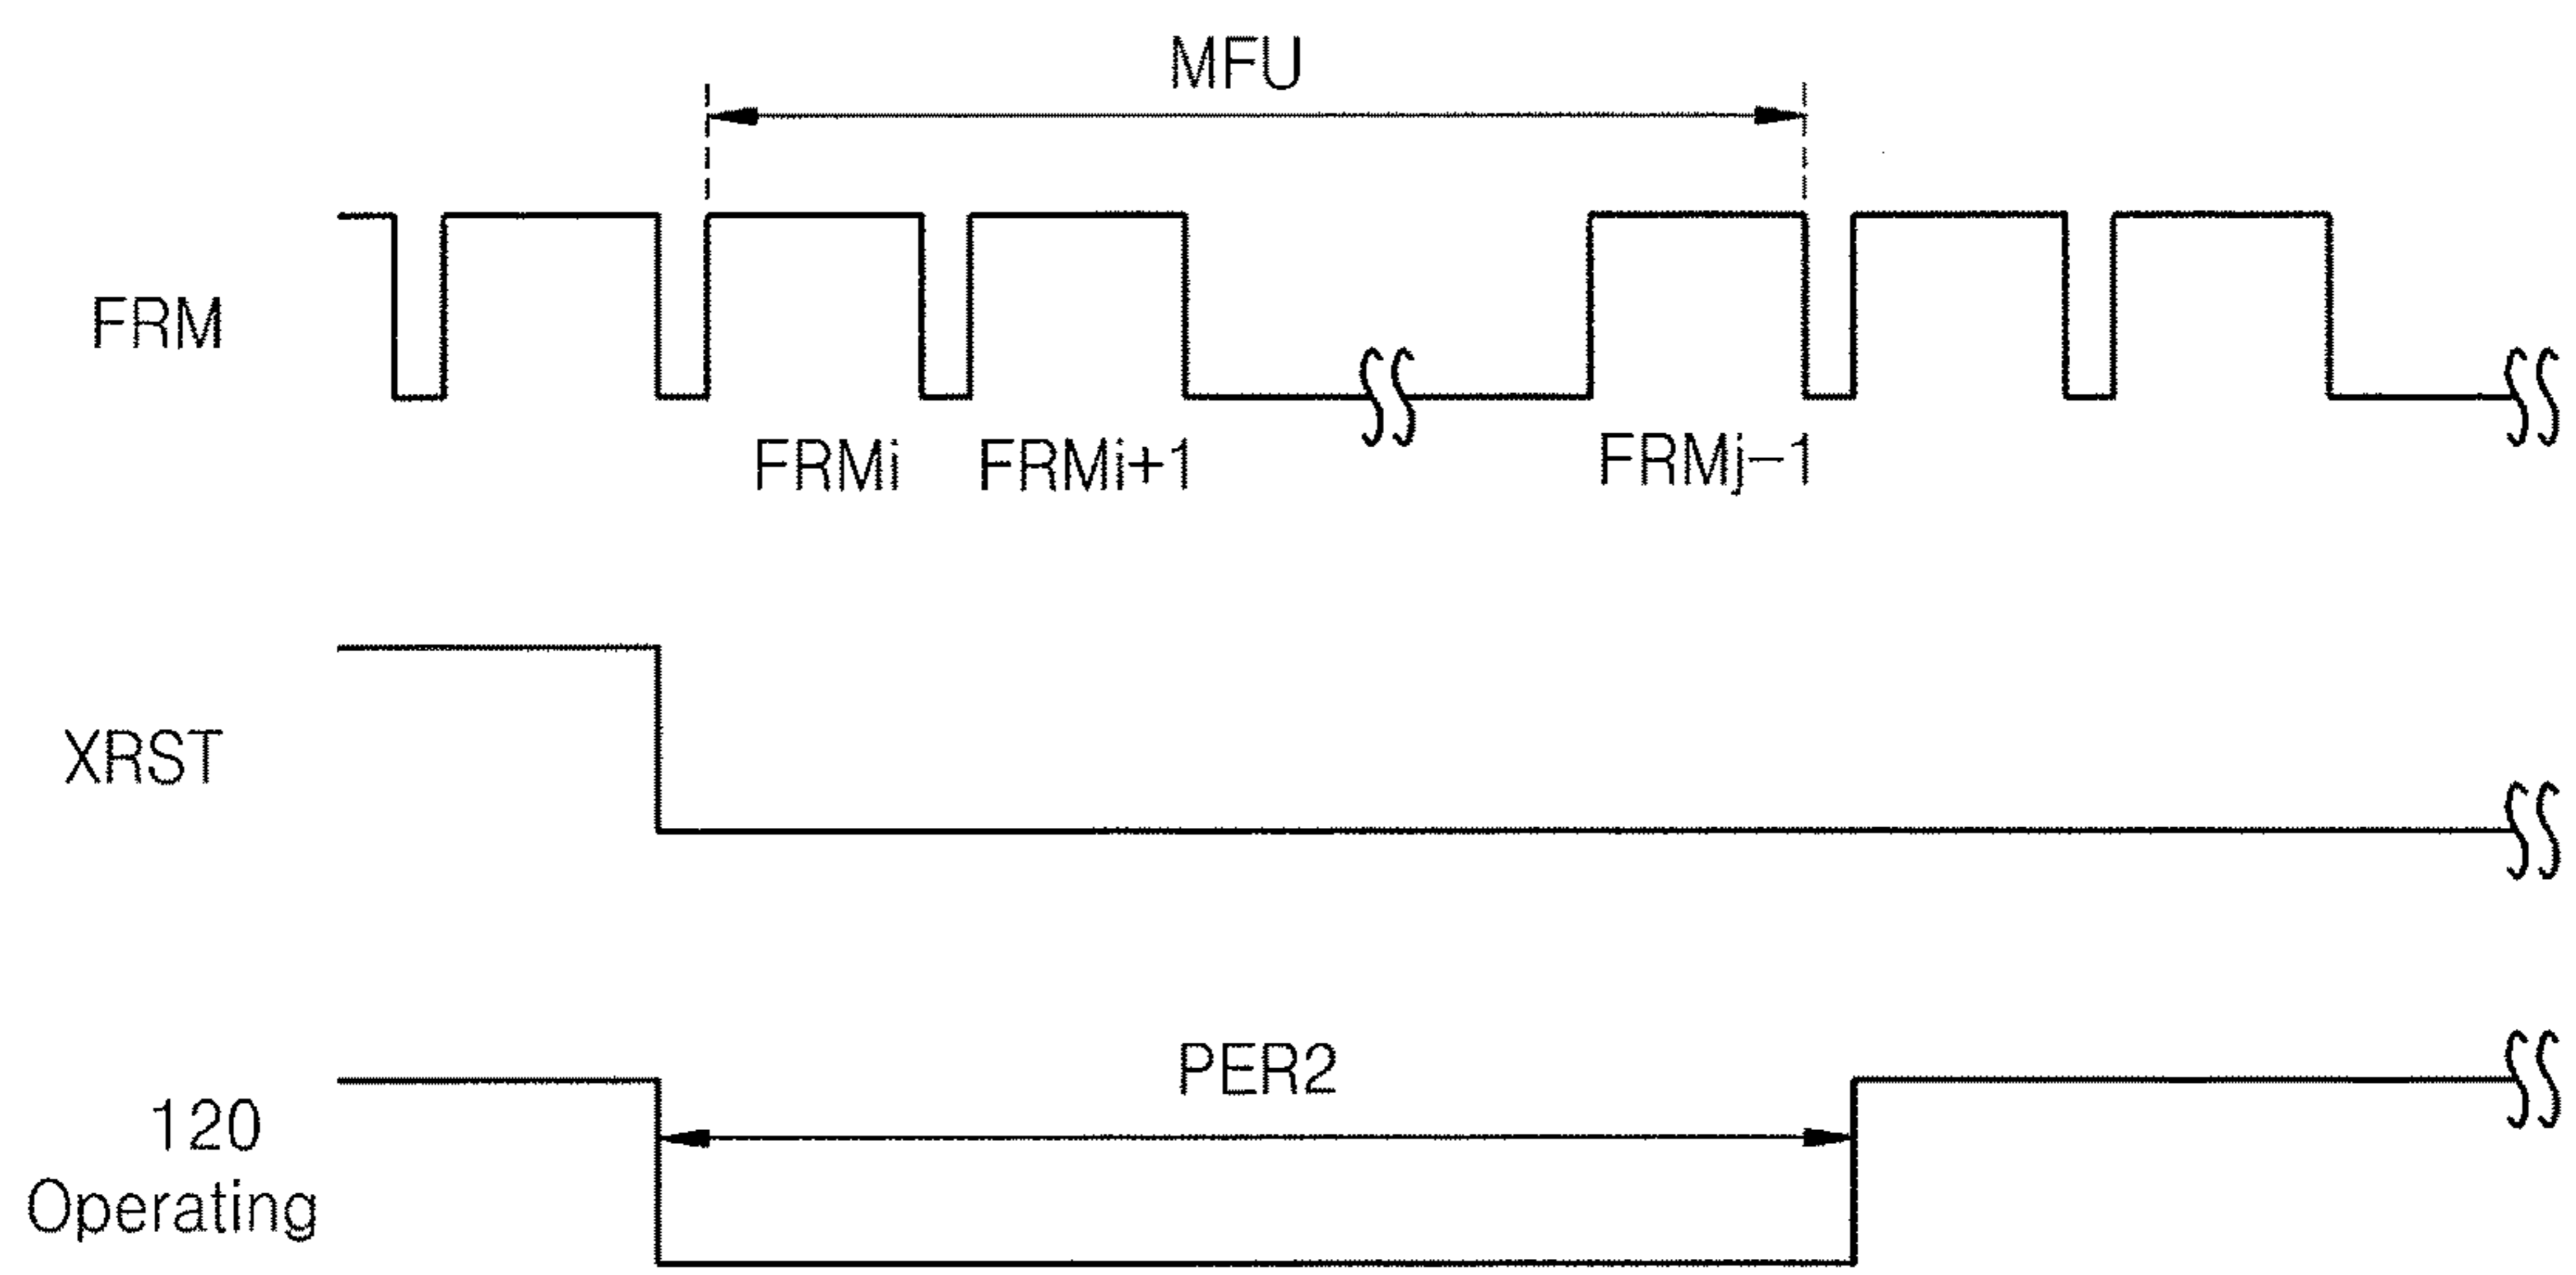 MFU
FRM
FRMi FRMi+1 FRMj-1
XRST
PER2
120
Operating